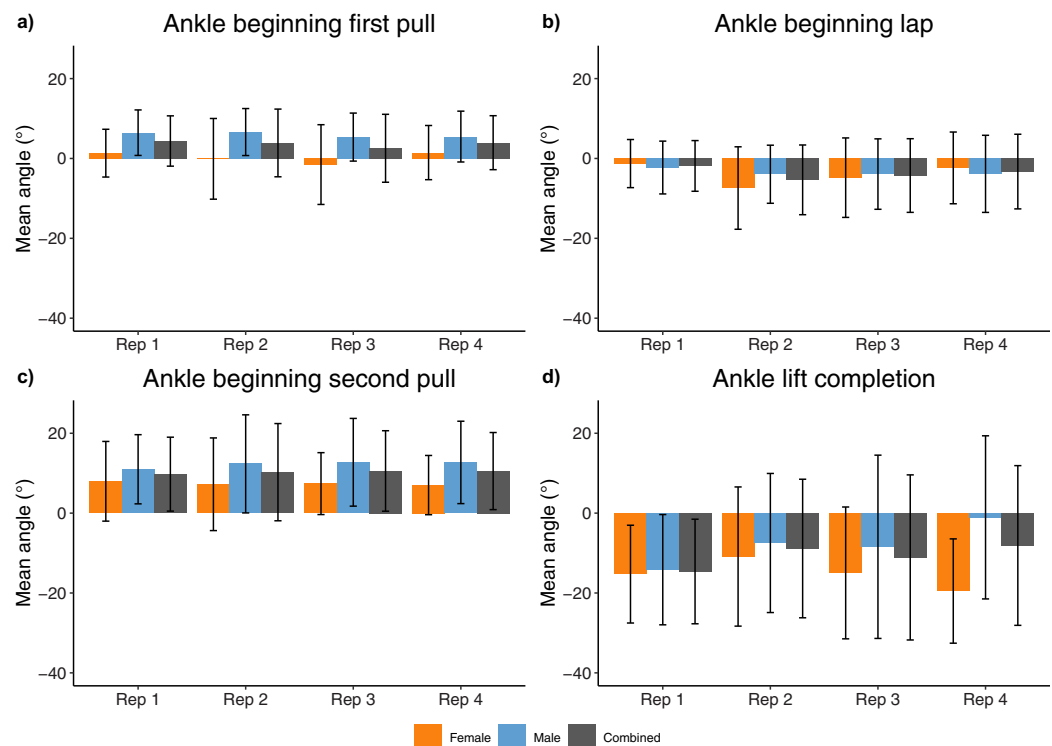 a) Ankle beginning first pull
Mean angle (°)
20
0
−20
−40
Rep 1 Rep 2 Rep 3 Rep 4
b) Ankle beginning lap
Mean angle (°)
20
0
−20
−40
Rep 1 Rep 2 Rep 3 Rep 4
c) Ankle beginning second pull
Mean angle (°)
20
0
−20
−40
Rep 1 Rep 2 Rep 3 Rep 4
d) Ankle lift completion
Mean angle (°)
20
0
−20
−40
Rep 1 Rep 2 Rep 3 Rep 4
Female Male Combined